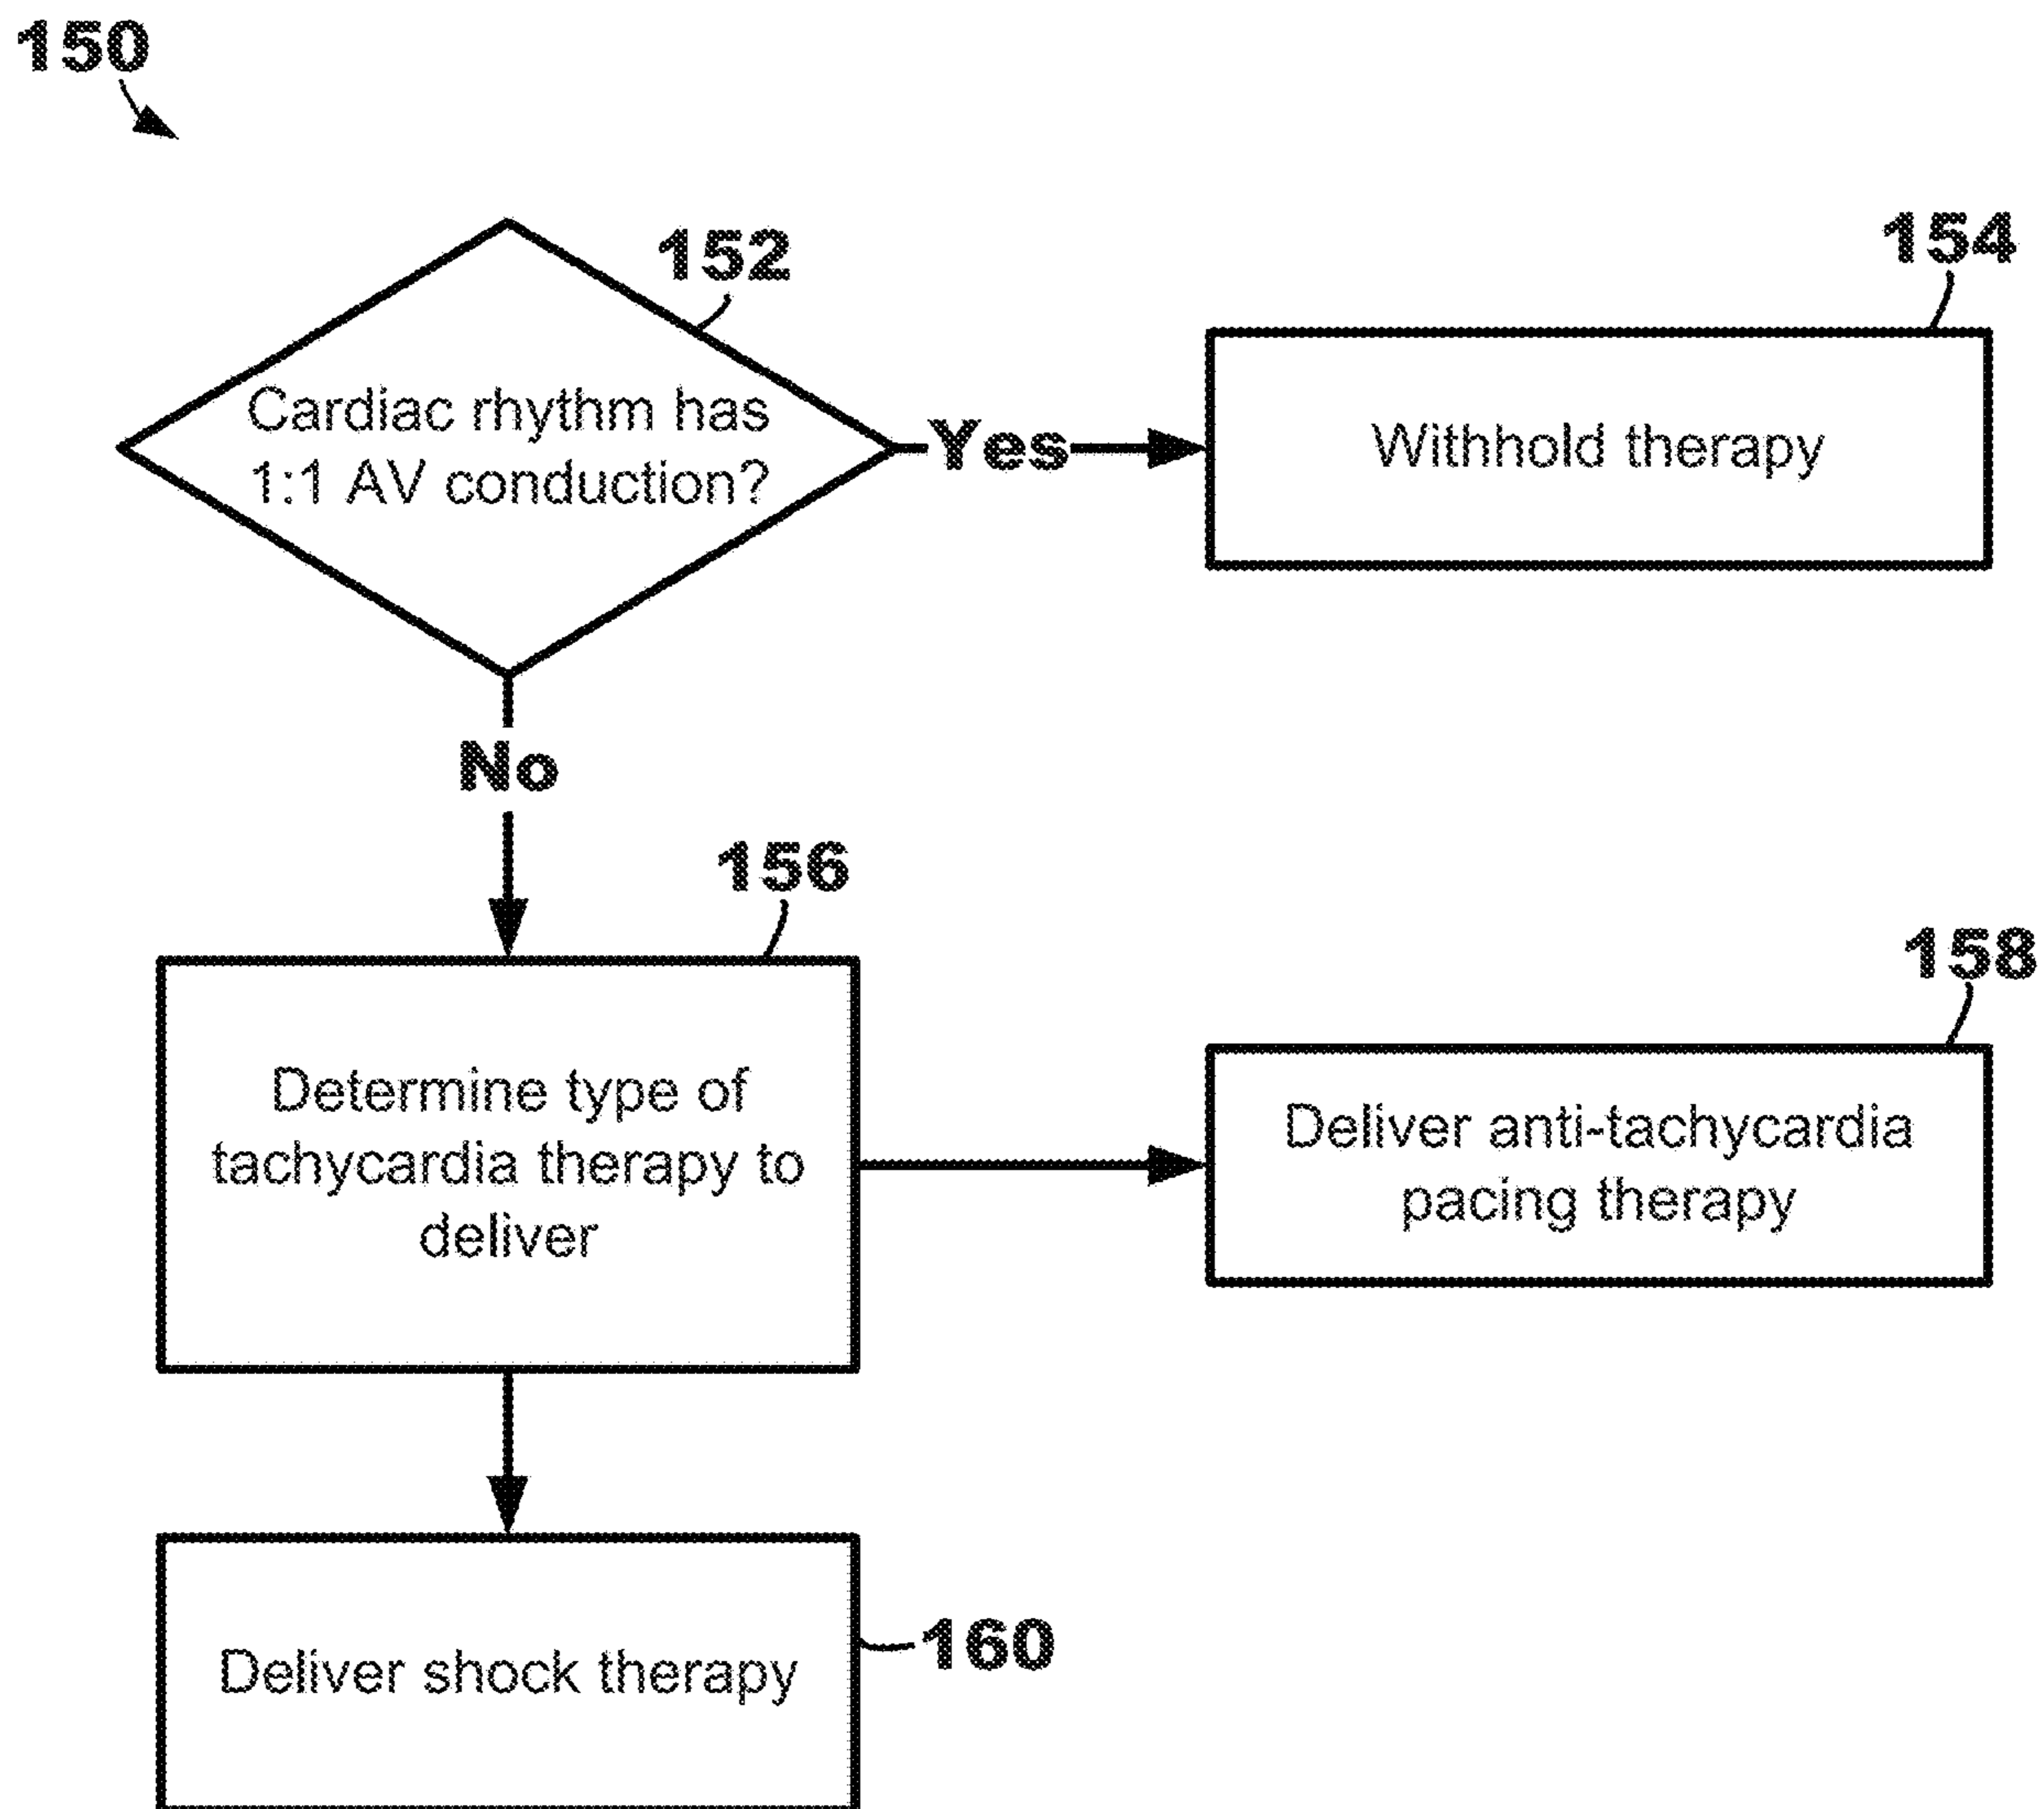 150
152
154
Cardiac rhythm has
1:1 AV conduction?
Yes
Withhold therapy
No
156
158
Determine type of
tachycardia therapy to
deliver
Deliver anti-tachycardia
pacing therapy
160
Deliver shock therapy